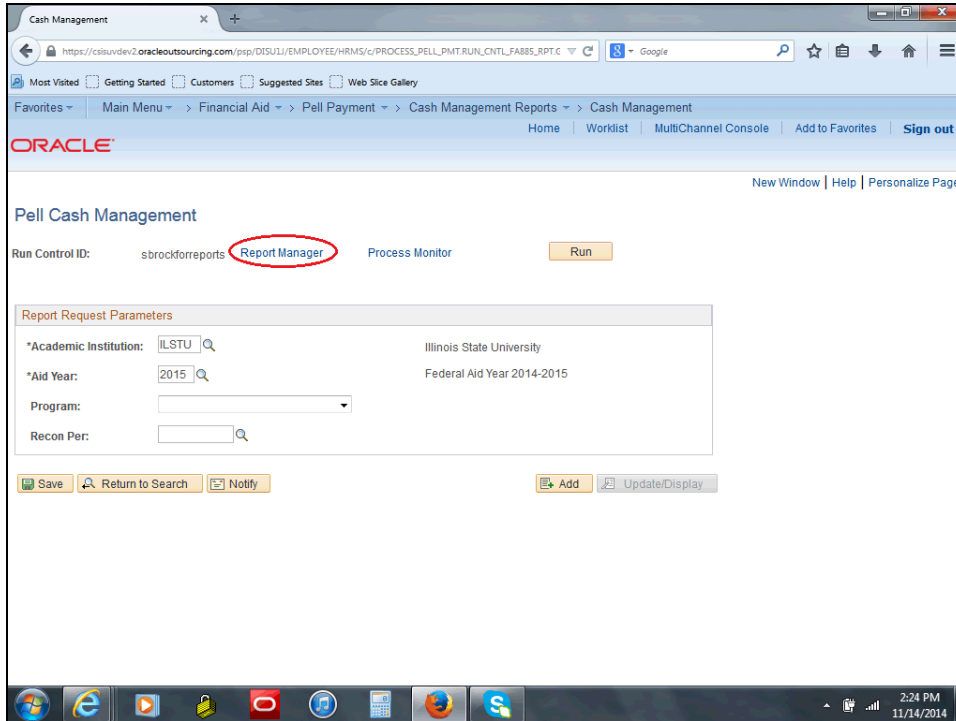 Cash Management
https://csisuvdev2.oracleoutsourcing.com/psp/DISU1J/EMPLOYEE/HRMS/c/PROCESS_PELL_PMT.RUN_CNTL_FA885_RPT.G
8 Google
Most Visited Getting Started Customers Suggested Sites Web Slice Gallery
Favorites Main Menu > Financial Aid > Pell Payment > Cash Management Reports > Cash Management
Home Worklist MultiChannel Console Add to Favorites Sign out
ORACLE
New Window | Help | Personalize Page
Pell Cash Management
Run Control ID: sbrockforreports Report Manager Process Monitor Run
Report Request Parameters
*Academic Institution: ILSTU Illinois State University
*Aid Year: 2015 Federal Aid Year 2014-2015
Program:
Recon Per:
Save Return to Search Notify Add Update/Display
2:24 PM
11/14/2014